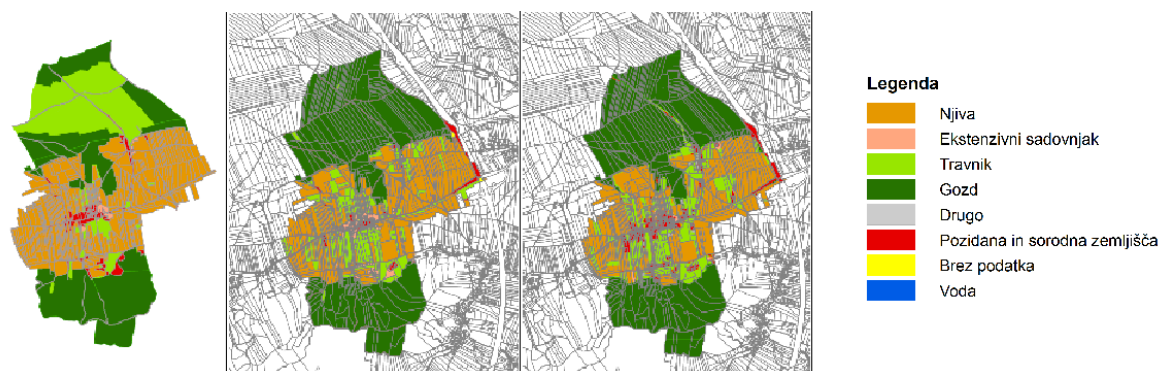 Legenda
Njiva
Ekstenzivni sadovnjak
Travnik
Gozd
Drugo
Pozidana in sorodna zemljišča
Brez podatka
Voda